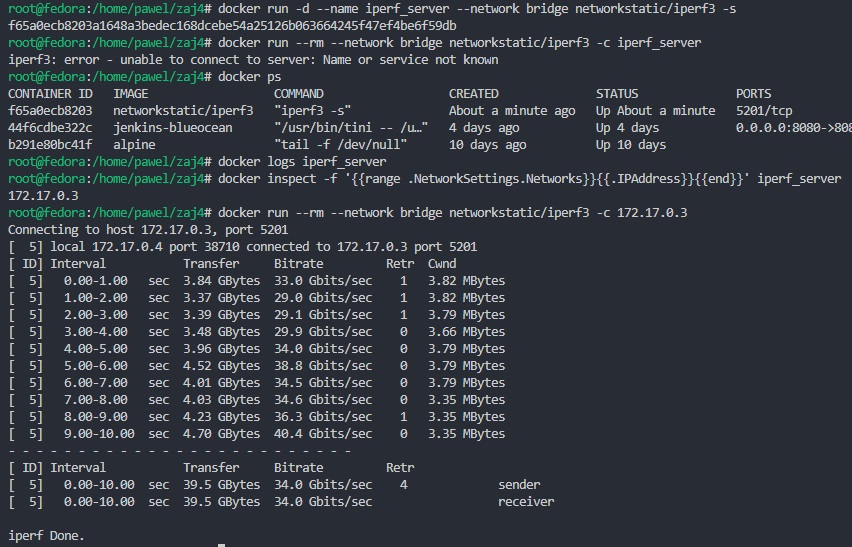 root@fedora:/home/pawel/zaj4# docker run -d --name iperf_server --network bridge networkstatic/iperf3 -s
f65a0ecb8203a1648a3bedec168dcebe54a25126b063664245f47ef4be6f59db
root@fedora:/home/pawel/zaj4# docker run --rm --network bridge networkstatic/iperf3 -c iperf_server
iperf3: error - unable to connect to server: Name or service not known
root@fedora:/home/pawel/zaj4# docker ps
CONTAINER ID   IMAGE                  COMMAND                  CREATED              STATUS              PORTS
f65a0ecb8203   networkstatic/iperf3   "iperf3 -s"              About a minute ago   Up About a minute   5201/tcp
44f6cdbe322c   jenkins-blueocean      "/usr/bin/tini -- /u…"   4 days ago           Up 4 days           0.0.0.0:8080->808
b291e80bc41f   alpine                 "tail -f /dev/null"      10 days ago          Up 10 days
root@fedora:/home/pawel/zaj4# docker logs iperf_server
root@fedora:/home/pawel/zaj4# docker inspect -f '{{range .NetworkSettings.Networks}}{{.IPAddress}}{{end}}' iperf_server
172.17.0.3
root@fedora:/home/pawel/zaj4# docker run --rm --network bridge networkstatic/iperf3 -c 172.17.0.3
Connecting to host 172.17.0.3, port 5201
[  5] local 172.17.0.4 port 38710 connected to 172.17.0.3 port 5201
[ ID] Interval           Transfer     Bitrate         Retr  Cwnd
[  5]   0.00-1.00   sec  3.84 GBytes  33.0 Gbits/sec    1   3.82 MBytes
[  5]   1.00-2.00   sec  3.37 GBytes  29.0 Gbits/sec    1   3.82 MBytes
[  5]   2.00-3.00   sec  3.39 GBytes  29.1 Gbits/sec    1   3.79 MBytes
[  5]   3.00-4.00   sec  3.48 GBytes  29.9 Gbits/sec    0   3.66 MBytes
[  5]   4.00-5.00   sec  3.96 GBytes  34.0 Gbits/sec    0   3.79 MBytes
[  5]   5.00-6.00   sec  4.52 GBytes  38.8 Gbits/sec    0   3.79 MBytes
[  5]   6.00-7.00   sec  4.01 GBytes  34.5 Gbits/sec    0   3.79 MBytes
[  5]   7.00-8.00   sec  4.03 GBytes  34.6 Gbits/sec    0   3.35 MBytes
[  5]   8.00-9.00   sec  4.23 GBytes  36.3 Gbits/sec    1   3.35 MBytes
[  5]   9.00-10.00  sec  4.70 GBytes  40.4 Gbits/sec    0   3.35 MBytes
- - - - - - - - - - - - - - - - - - - - - - - - -
[ ID] Interval           Transfer     Bitrate         Retr
[  5]   0.00-10.00  sec  39.5 GBytes  34.0 Gbits/sec    4             sender
[  5]   0.00-10.00  sec  39.5 GBytes  34.0 Gbits/sec                  receiver
iperf Done.